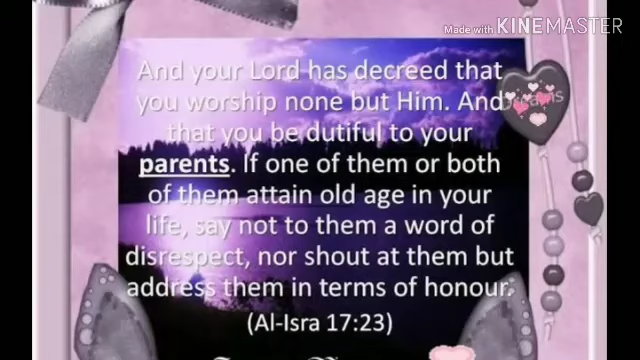 Made with KINEMASTER
And your Lord has decreed that
you worship none but Him. And
that you be dutiful to your
parents. If one of them or both
of them attain old age in your
life, say not to them a word of
disrespect, nor shout at them but
address them in terms of honour.
(Al-Isra 17:23)